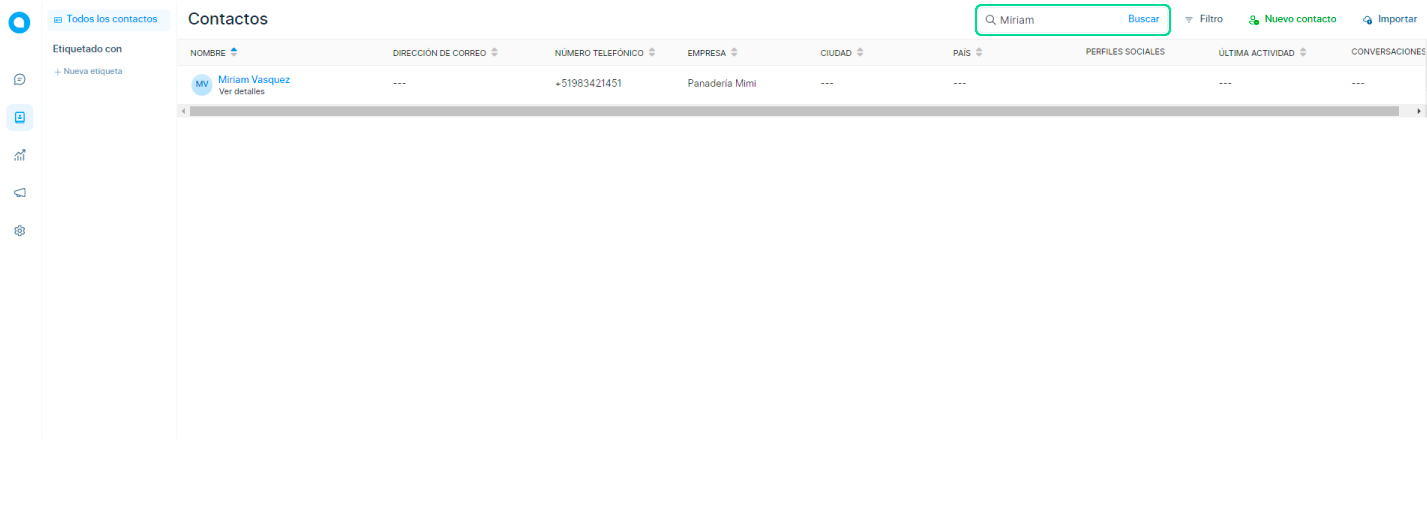 Todos los contactos
Etiquetado con
Nueva etiqueta
Contactos
Miriam Buscar Filtro Nuevo contacto Importar
NOMBRE DIRECCIÓN DE CORREO NÚMERO TELEFÓNICO EMPRESA CIUDAD PAÍS PERFILES SOCIALES ÚLTIMA ACTIVIDAD CONVERSACIONES
MV Miriam Vasquez --- +51983421451 Panadería Mimi --- --- --- ---
Ver detalles